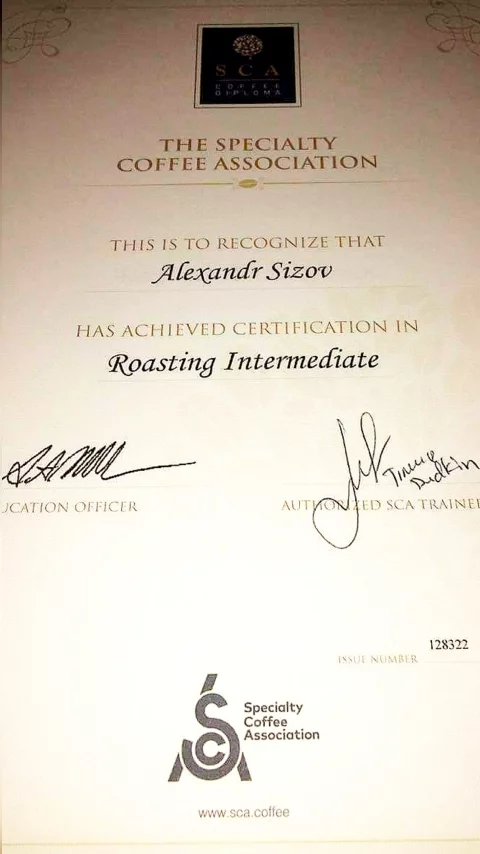 SCA
COFFEE
DIPLOMA
THE SPECIALTY
COFFEE ASSOCIATION
THIS IS TO RECOGNIZE THAT
Alexandr Sizov
HAS ACHIEVED CERTIFICATION IN
Roasting Intermediate
UCATION OFFICER
AUTHORIZED SCA TRAINE
128322
ISSUE NUMBER
Specialty
Coffee
Association
www.sca.coffee